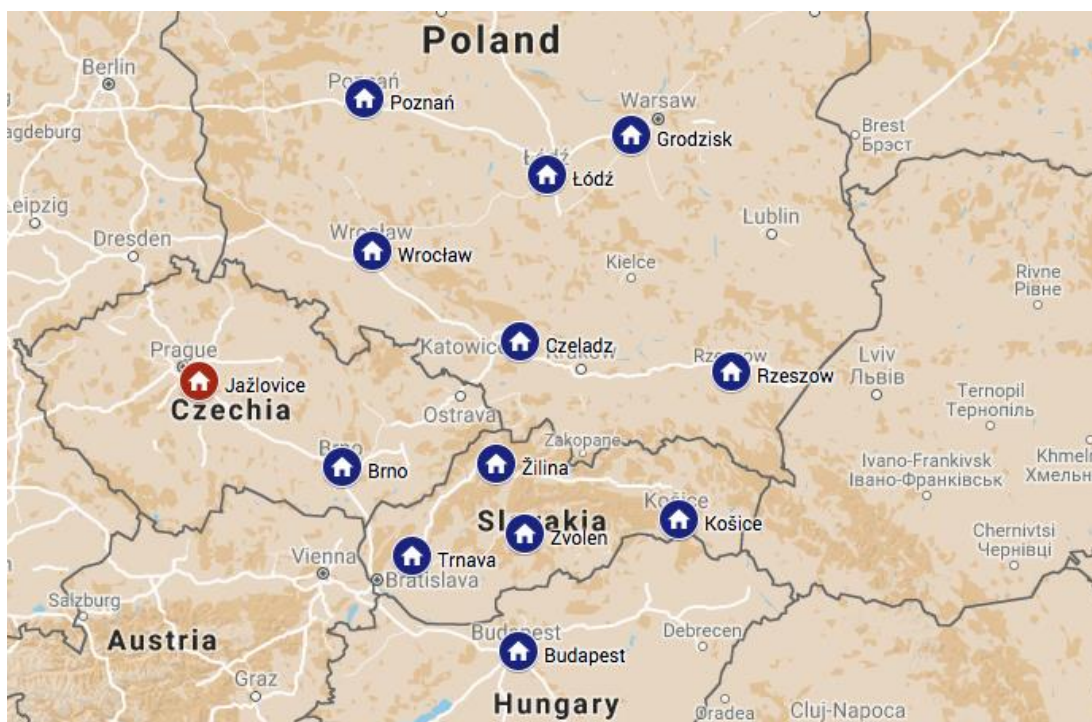 Poland
Berlin
Poznań
Poznań
Warsaw
Grodzisk
Brest
Брэст
agdeburg
Łódź
Łódź
Leipzig
Dresden
Lublin
Wrocław
Wrocław
Kielce
Rivne
Рівне
Prague
Jažlovice
Czechia
Katowice
Czeladz
Kraków
Rzeszow
Rzeszow
Lviv
Львів
Ternopil
Тернопіль
Ostrava
Zakopane
Brno
Brno
Žilina
Ivano-Frankivsk
Івано-Франківськ
Khmeln
Хмельн
Košice
Košice
Slovakia
Zvolen
Chernivtsi
Чернівці
Vienna
Trnava
Bratislava
Salzburg
Austria
Budapest
Budapest
Debrecen
Graz
Hungary
Oradea
Cluj-Napoca